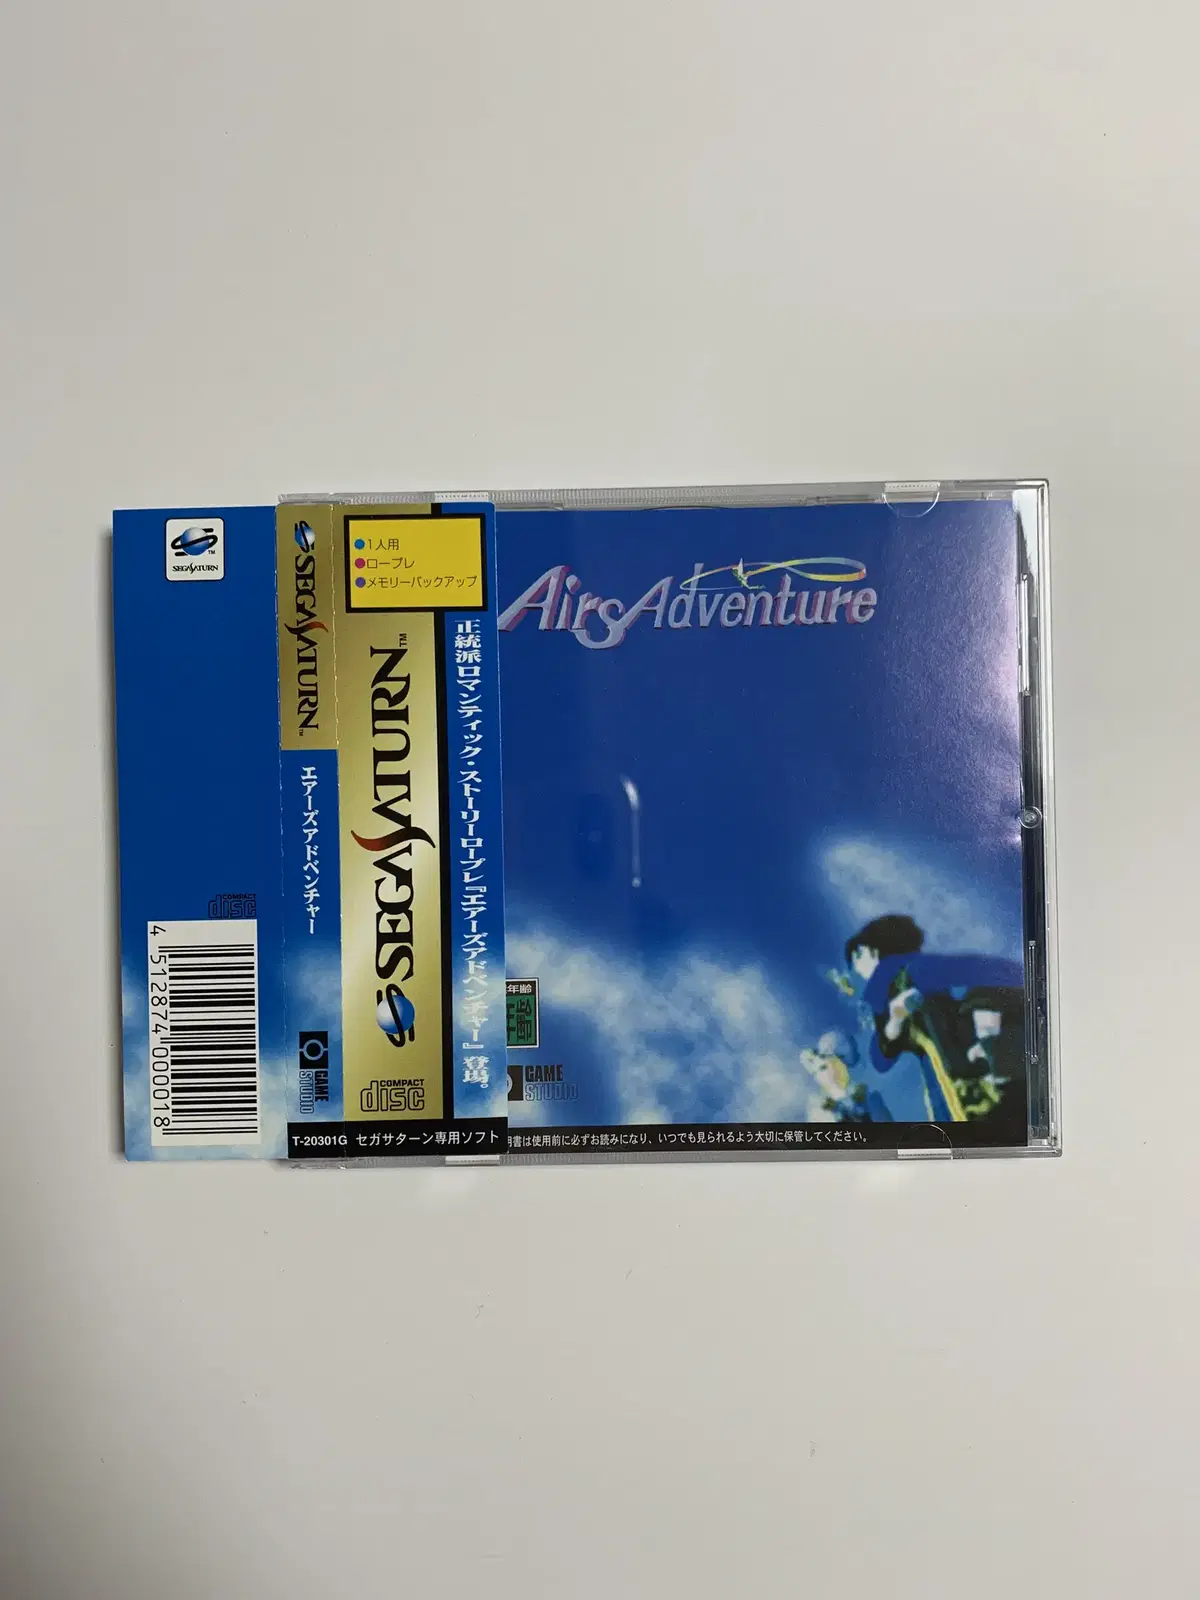 SEGASATURN™
COMPACT
disc
4 512874 000018
SEGASATURN™
エアーズアドベンチャー
GAME
STUDIO
●1人用
●ロープレ
●メモリーバックアップ
SEGASATURN™
COMPACT
disc
正統派ロマンティック・ストーリーロープレ『エアーズアドベンチャー』登場。
T-20301G セガサターン専用ソフト
Airs Adventure
年齢
GAME
STUDIO
明書は使用前に必ずお読みになり、いつでも見られるよう大切に保管してください。